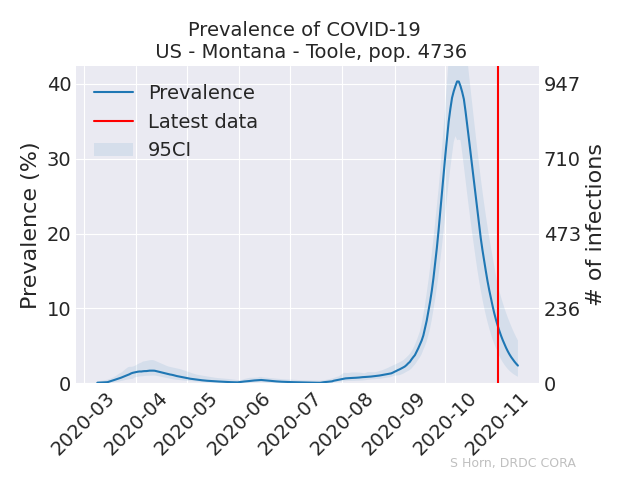 Prevalence of COVID-19
US - Montana - Toole, pop. 4736
Prevalence (%)
40
30
20
10
0
Prevalence
Latest data
95CI
947
710
473
236
0
# of infections
2020-03
2020-04
2020-05
2020-06
2020-07
2020-08
2020-09
2020-10
2020-11
S Horn, DRDC CORA